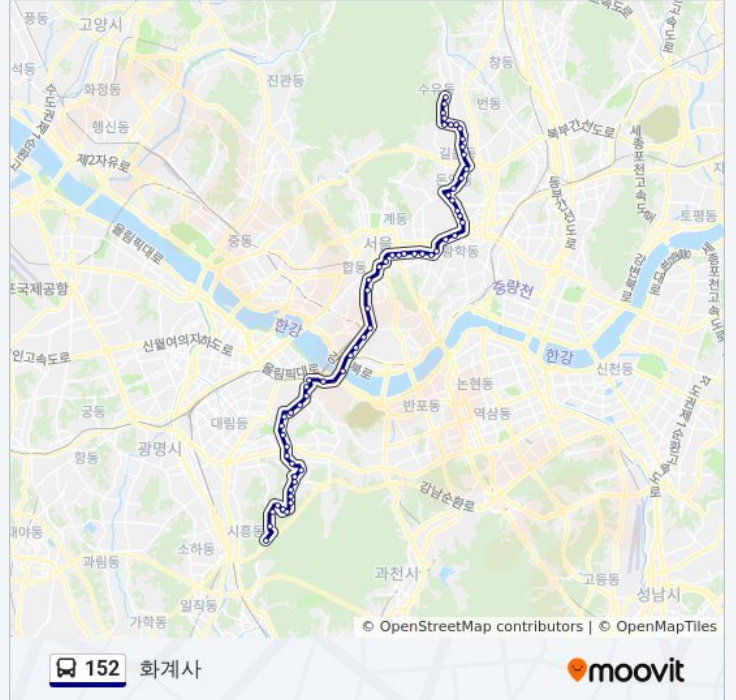 풍동
고양시
창동
석동
진관동
수유동
화정동
번동
행신동
북부간선도로
제2자유로
계동
토평동
올림픽대로
중동
서울
합동
동부간선도로
국제공항
중랑천
한강
신월여의지하도로
인고속도로
올림픽대로
한강
신천동
논현동
궁동
대림동
반포동
역삼동
광명시
항동
강남순환로
시흥동
소하동
과림동
과천사
고등동
성남시
일직동
가학동
© OpenStreetMap contributors | © OpenMapTiles
152 화계사
moovit